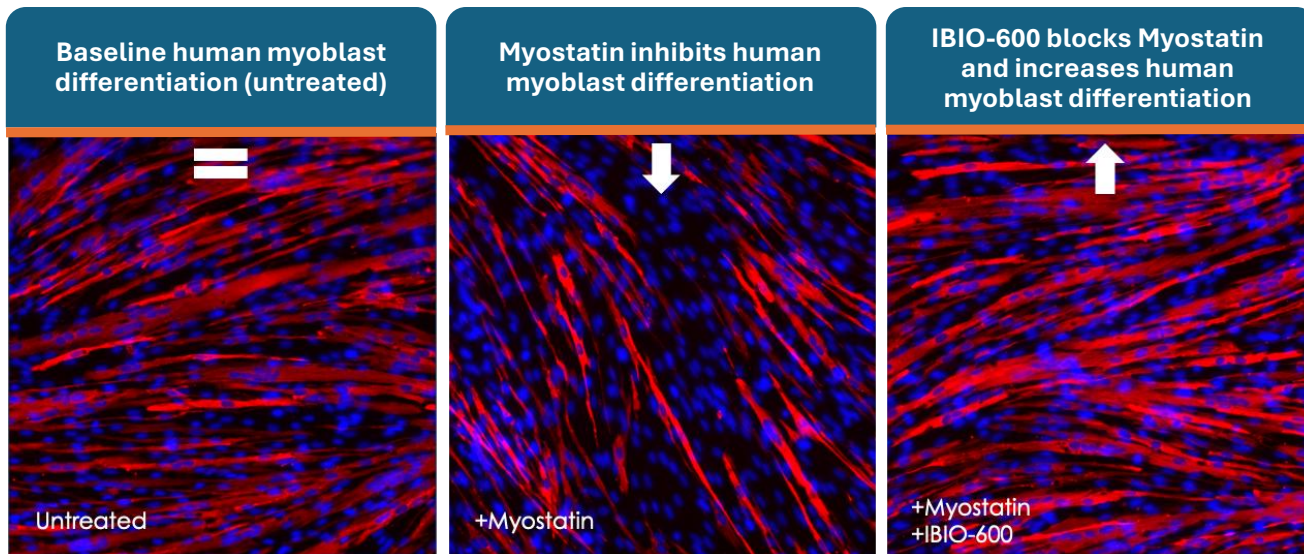 Baseline human myoblast
differentiation (untreated)
Myostatin inhibits human
myoblast differentiation
IBIO-600 blocks Myostatin
and increases human
myoblast differentiation
Untreated
+Myostatin
+Myostatin
+IBIO-600